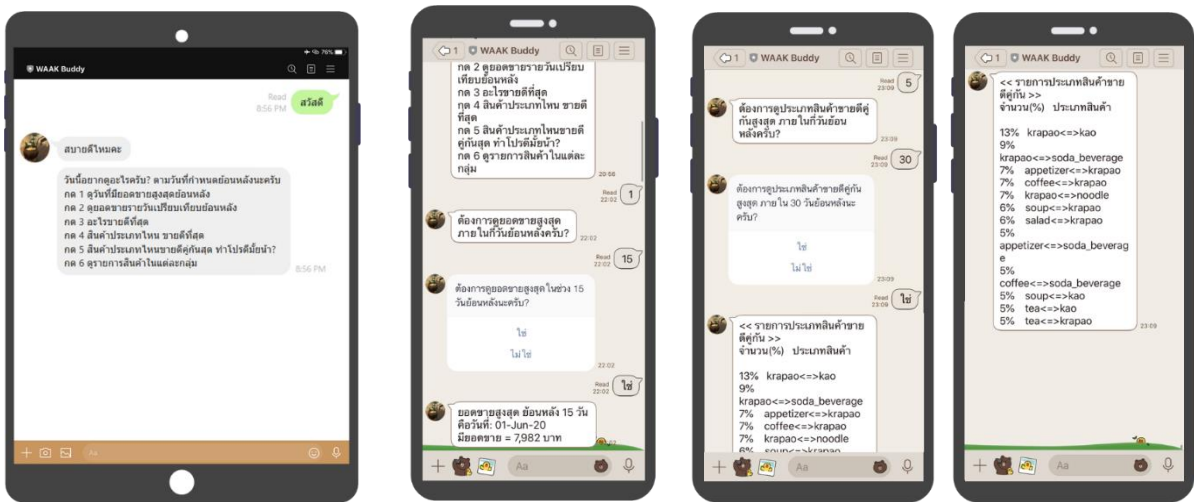 76%
WAAK Buddy
Read
8:56 PM
สวัสดี
สบายดีไหมคะ
วันนี้อยากดูอะไรครับ? ตามวันที่กำหนดย้อนหลังนะครับ
กด 1 ดูวันที่มียอดขายสูงสุดย้อนหลัง
กด 2 ดูยอดขายรายวันเปรียบเทียบย้อนหลัง
กด 3 อะไรขายดีที่สุด
กด 4 สินค้าประเภทไหน ขายดีที่สุด
กด 5 สินค้าประเภทไหนขายดีคู่กันสุด ทำโปรดีมั้ยน้า?
กด 6 ดูรายการสินค้าในแต่ละกลุ่ม
8:56 PM
Aa
1 WAAK Buddy
กด 2 ดูยอดขายรายวันเปรียบ
เทียบย้อนหลัง
กด 3 อะไรขายดีที่สุด
กด 4 สินค้าประเภทไหน ขายดี
ที่สุด
กด 5 สินค้าประเภทไหนขายดี
คู่กันสุด ทำโปรดีมั้ยน้า?
กด 6 ดูรายการสินค้าในแต่ละ
กลุ่ม
20:56
Read
22:02
1
ต้องการดูยอดขายสูงสุด
ภายในกี่วันย้อนหลังครับ?
22:02
Read
22:02
15
ต้องการดูยอดขายสูงสุด ในช่วง 15
วันย้อนหลังนะครับ?
ใช่
ไม่ใช่
22:02
Read
22:02
ใช่
ยอดขายสูงสุด ย้อนหลัง 15 วัน
คือวันที่: 01-Jun-20
มียอดขาย = 7,982 บาท
Aa
1 WAAK Buddy
Read
23:09
5
ต้องการดูประเภทสินค้าขายดีคู่
กันสูงสุด ภายในกี่วันย้อน
หลังครับ?
23:09
Read
23:09
30
ต้องการดูประเภทสินค้าขายดีคู่กัน
สูงสุด ภายใน 30 วันย้อนหลังนะ
ครับ?
ใช่
ไม่ใช่
23:09
Read
23:09
ใช่
<< รายการประเภทสินค้าขาย
ดีคู่กัน >>
จำนวน(%) ประเภทสินค้า
13% krapao<=>kao
9%
krapao<=>soda_beverage
7% appetizer<=>krapao
7% coffee<=>krapao
7% krapao<=>noodle
6% soup<=>krapao
Aa
1 WAAK Buddy
<< รายการประเภทสินค้าขาย
ดีคู่กัน >>
จำนวน(%) ประเภทสินค้า
13% krapao<=>kao
9%
krapao<=>soda_beverage
7% appetizer<=>krapao
7% coffee<=>krapao
7% krapao<=>noodle
6% soup<=>krapao
6% salad<=>krapao
5%
appetizer<=>soda_beverag
e
5%
coffee<=>soda_beverage
5% soup<=>kao
5% tea<=>kao
5% tea<=>krapao
23:09
Aa